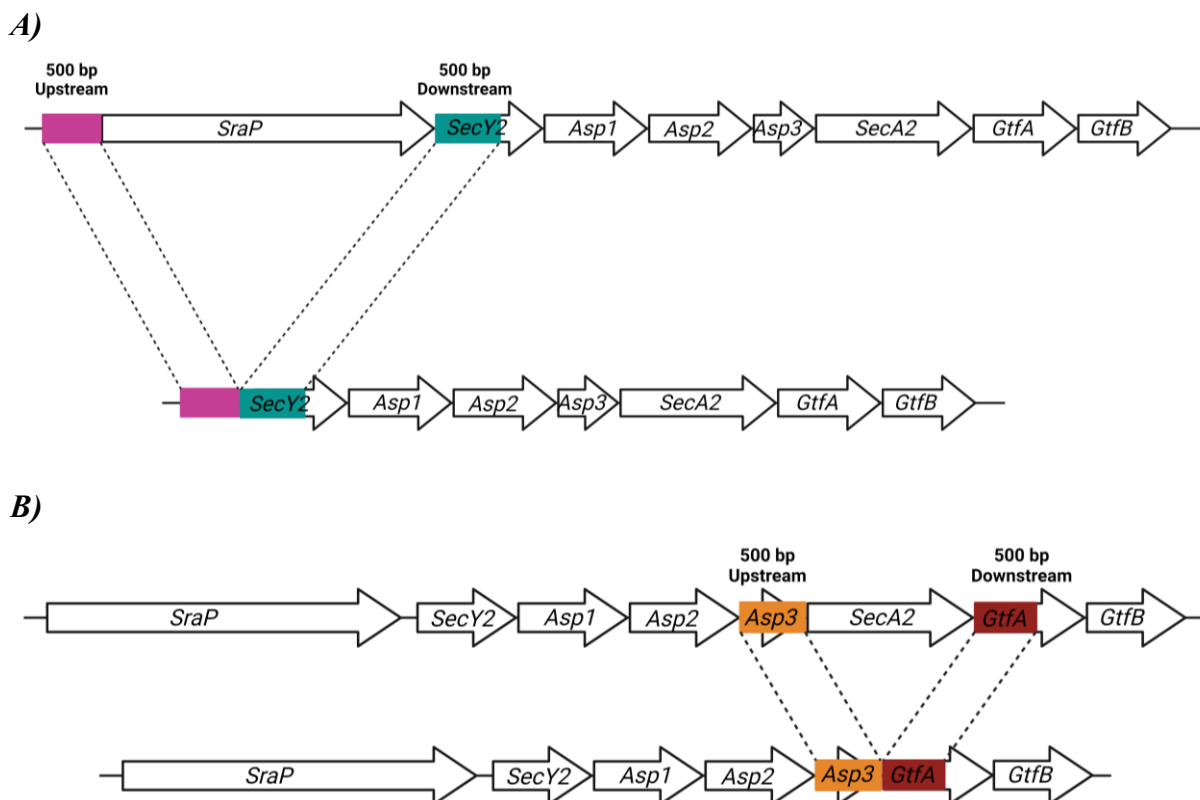 A)
500 bp
Upstream
500 bp
Downstream
SraP SecY2 Asp1 Asp2 Asp3 SecA2 GtfA GtfB
SecY2 Asp1 Asp2 Asp3 SecA2 GtfA GtfB
B)
500 bp
Upstream
500 bp
Downstream
SraP SecY2 Asp1 Asp2 Asp3 SecA2 GtfA GtfB
SraP SecY2 Asp1 Asp2 Asp3 GtfA GtfB